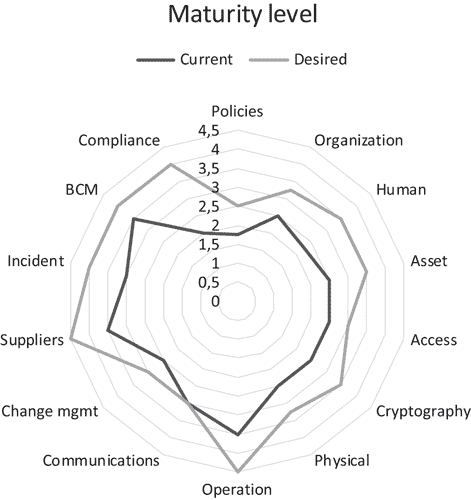 Maturity level
Current
Desired
Policies
Organization
Human
Asset
Access
Cryptography
Physical
Operation
Communications
Change mgmt
Suppliers
Incident
BCM
Compliance
4,5
4
3,5
3
2,5
2
1,5
1
0,5
0